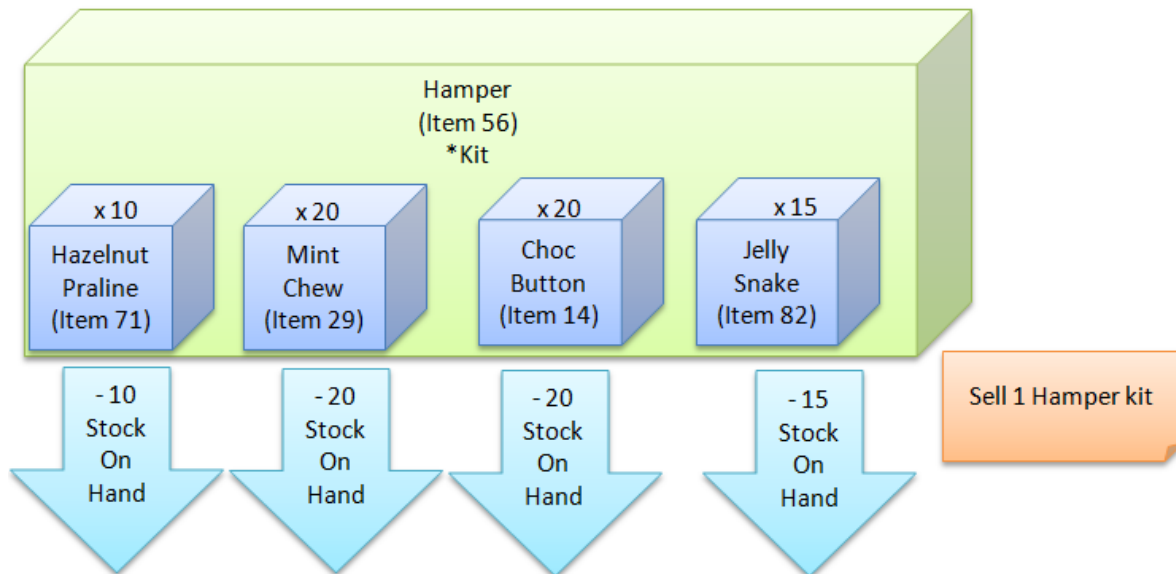 Hamper
(Item 56)
*Kit
x 10
Hazelnut
Praline
(Item 71)
x 20
Mint
Chew
(Item 29)
x 20
Choc
Button
(Item 14)
x 15
Jelly
Snake
(Item 82)
- 10
Stock
On
Hand
- 20
Stock
On
Hand
- 20
Stock
On
Hand
- 15
Stock
On
Hand
Sell 1 Hamper kit